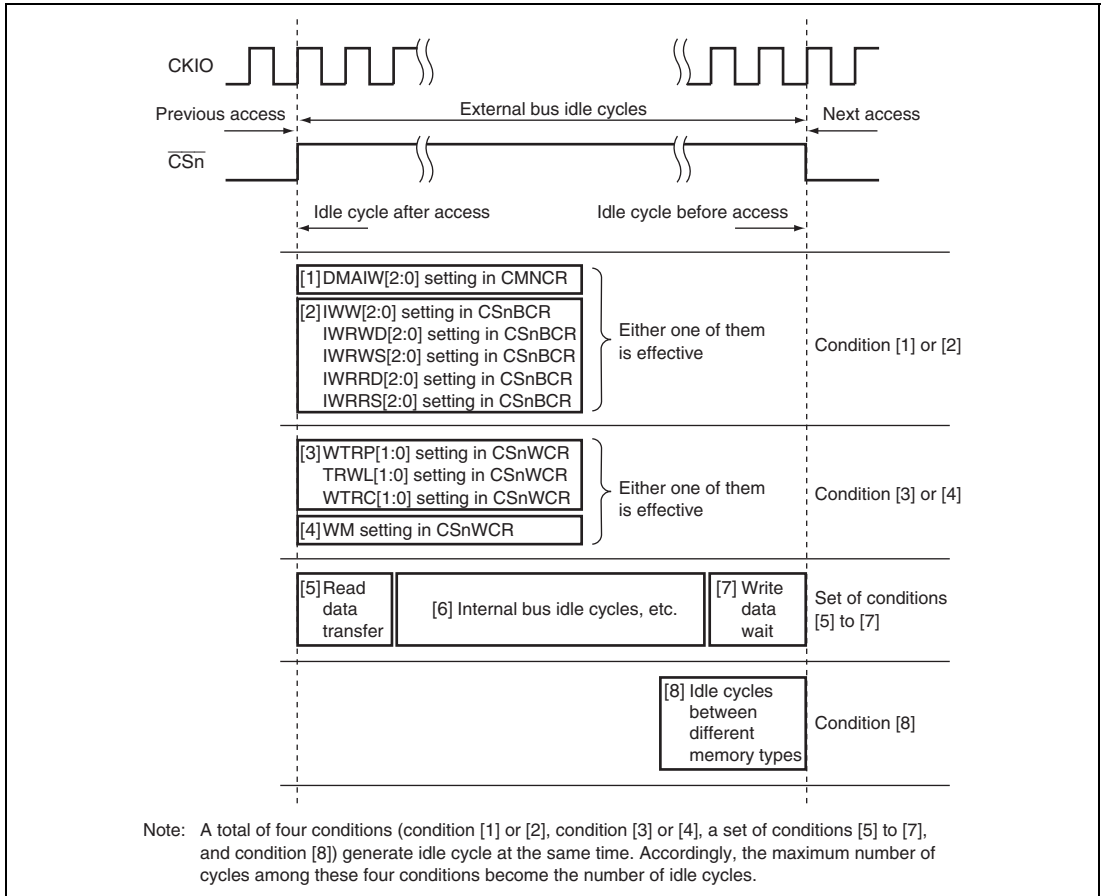 CKIO
Previous access
External bus idle cycles
Next access
CSn
Idle cycle after access
Idle cycle before access
[1] DMAIW[2:0] setting in CMNCR
[2] IWW[2:0] setting in CSnBCR
IWRWD[2:0] setting in CSnBCR
IWRWS[2:0] setting in CSnBCR
IWRRD[2:0] setting in CSnBCR
IWRRS[2:0] setting in CSnBCR
Either one of them
is effective
Condition [1] or [2]
[3] WTRP[1:0] setting in CSnWCR
TRWL[1:0] setting in CSnWCR
WTRC[1:0] setting in CSnWCR
[4] WM setting in CSnWCR
Either one of them
is effective
Condition [3] or [4]
[5] Read
data
transfer
[6] Internal bus idle cycles, etc.
[7] Write
data
wait
Set of conditions
[5] to [7]
[8] Idle cycles
between
different
memory types
Condition [8]
Note: A total of four conditions (condition [1] or [2], condition [3] or [4], a set of conditions [5] to [7],
and condition [8]) generate idle cycle at the same time. Accordingly, the maximum number of
cycles among these four conditions become the number of idle cycles.